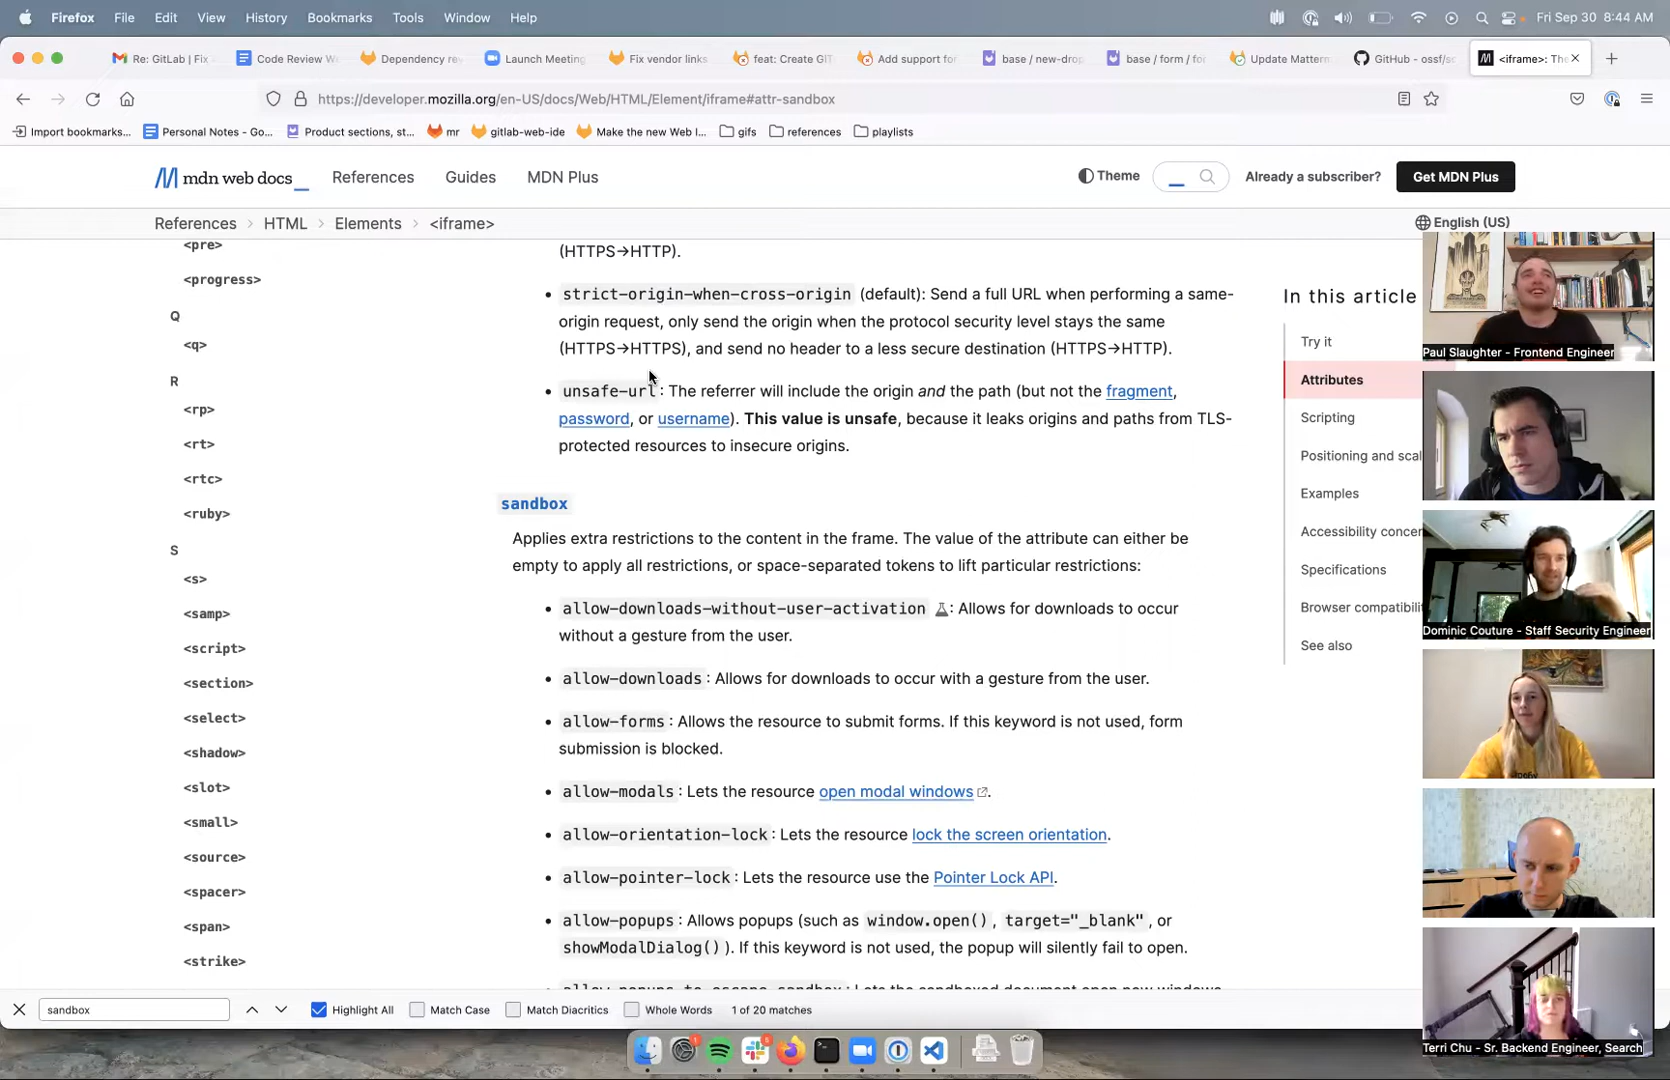 Firefox File Edit View History Bookmarks Tools Window Help
Fri Sep 30 8:44 AM
Re: GitLab | Fix
Code Review W
Dependency re
Launch Meeting
Fix vendor links
feat: Create GIT
Add support fo
base / new-drop
base / form / fo
Update Matterm
GitHub - ossf/sc
<iframe>: The
https://developer.mozilla.org/en-US/docs/Web/HTML/Element/iframe#attr-sandbox
Import bookmarks...
Personal Notes - Go...
Product sections, st...
mr
gitlab-web-ide
Make the new Web I...
gifs
references
playlists
mdn web docs_
References
Guides
MDN Plus
Theme
Already a subscriber?
Get MDN Plus
References > HTML > Elements > <iframe>
English (US)
<pre>
<progress>
Q
<q>
R
<rp>
<rt>
<rtc>
<ruby>
S
<s>
<samp>
<script>
<section>
<select>
<shadow>
<slot>
<small>
<source>
<spacer>
<span>
<strike>
(HTTPS→HTTP).
• strict-origin-when-cross-origin (default): Send a full URL when performing a same-
origin request, only send the origin when the protocol security level stays the same
(HTTPS→HTTPS), and send no header to a less secure destination (HTTPS→HTTP).
• unsafe-url: The referrer will include the origin and the path (but not the fragment,
password, or username). This value is unsafe, because it leaks origins and paths from TLS-
protected resources to insecure origins.
sandbox
Applies extra restrictions to the content in the frame. The value of the attribute can either be
empty to apply all restrictions, or space-separated tokens to lift particular restrictions:
• allow-downloads-without-user-activation : Allows for downloads to occur
without a gesture from the user.
• allow-downloads: Allows for downloads to occur with a gesture from the user.
• allow-forms: Allows the resource to submit forms. If this keyword is not used, form
submission is blocked.
• allow-modals: Lets the resource open modal windows.
• allow-orientation-lock: Lets the resource lock the screen orientation.
• allow-pointer-lock: Lets the resource use the Pointer Lock API.
• allow-popups: Allows popups (such as window.open(), target="_blank", or
showModalDialog()). If this keyword is not used, the popup will silently fail to open.
allow-popups-to-escape-sandbox: Lets the sandboxed document open new windows
In this article
Try it
Attributes
Scripting
Positioning and scal
Examples
Accessibility concer
Specifications
Browser compatibili
See also
Paul Slaughter - Frontend Engineer
Dominic Couture - Staff Security Engineer
Terri Chu - Sr. Backend Engineer, Search
sandbox
Highlight All
Match Case
Match Diacritics
Whole Words
1 of 20 matches